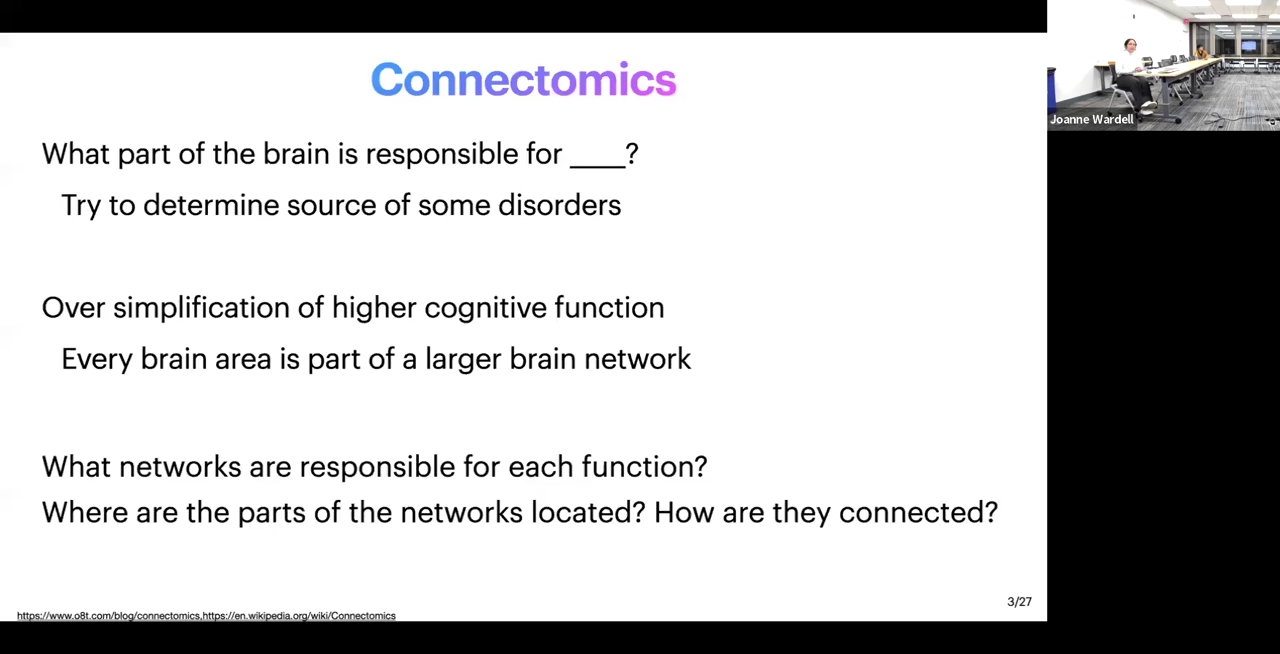 Connectomics
What part of the brain is responsible for ____?
Try to determine source of some disorders
Over simplification of higher cognitive function
Every brain area is part of a larger brain network
What networks are responsible for each function?
Where are the parts of the networks located? How are they connected?
3/27
https://www.o8t.com/blog/connectomics,https://en.wikipedia.org/wiki/Connectomics
Joanne Wardell